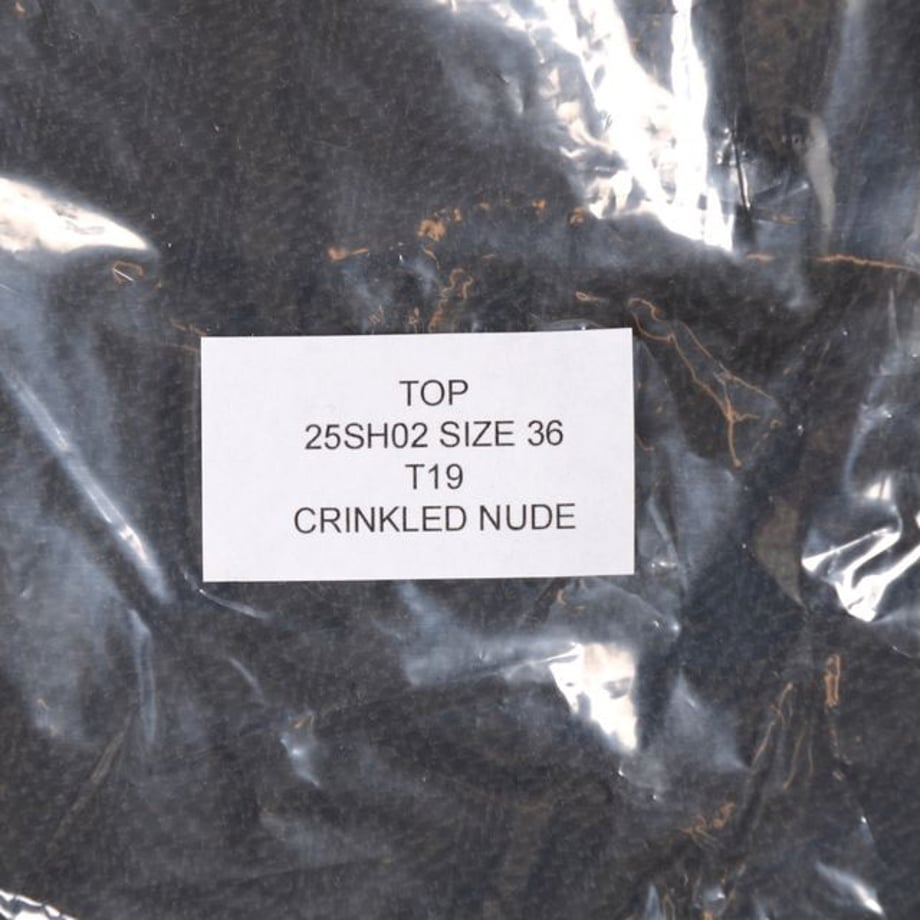 TOP
25SH02 SIZE 36
T19
CRINKLED NUDE